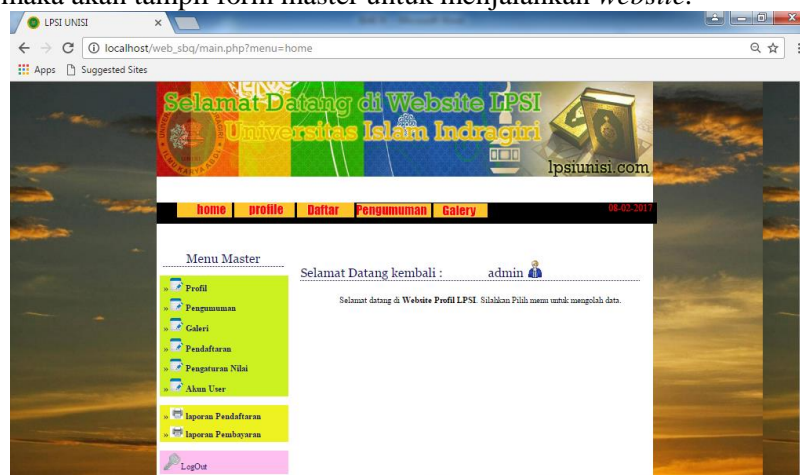 maka akan tampil form master untuk menjalankan website.
LPSI UNISI
localhost/web_sbq/main.php?menu=home
Apps Suggested Sites
Selamat Datang di Website LPSI
Universitas Islam Indragiri
lpsiunisi.com
home profile Daftar Pengumuman Galery 08-02-2017
Menu Master
Selamat Datang kembali : admin
Selamat datang di Website Profil LPSI. Silahkan Pilih menu untuk mengolah data.
» Profil
» Pengumuman
» Galeri
» Pendaftaran
» Pengaturan Nilai
» Akun User
» laporan Pendaftaran
» laporan Pembayaran
LogOut